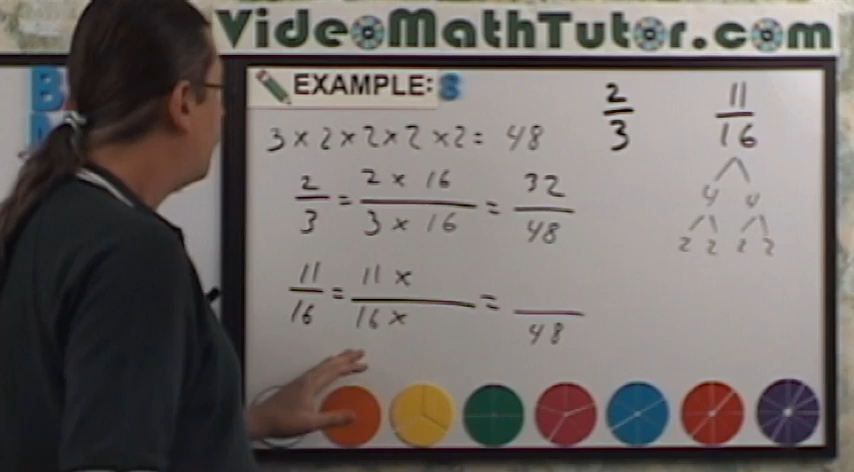 VideoMathTutor.com
EXAMPLE: 8
2/3 11/16
3 × 2 × 2 × 2 × 2 = 48
4 4
2/3 = 2 × 16 / 3 × 16 = 32/48
2 2 2 2
11/16 = 11 × / 16 × = /48